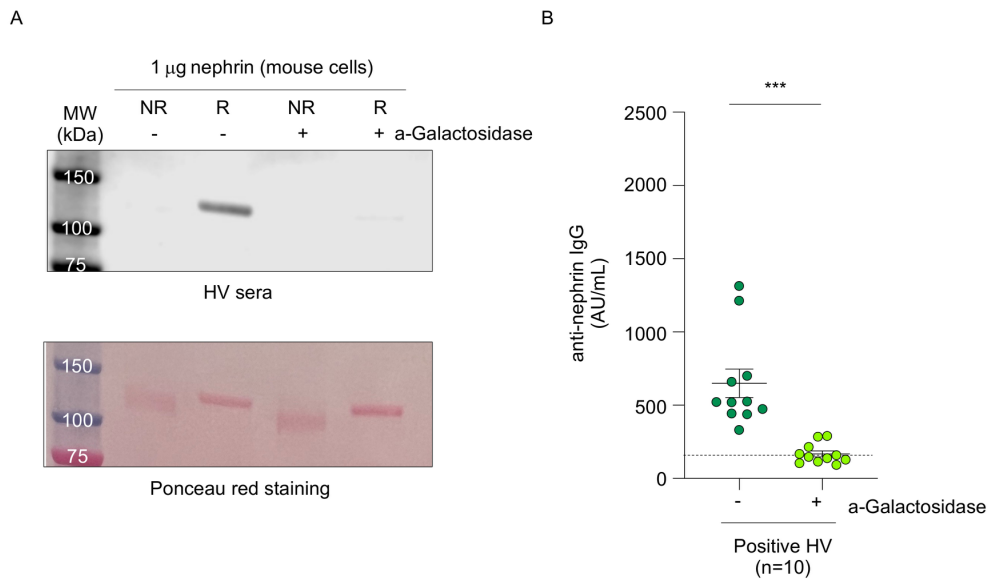 A
1 μg nephrin (mouse cells)
MW
(kDa)
NR R NR R
- - + + a-Galactosidase
150
100
75
HV sera
150
100
75
Ponceau red staining
B
***
2500
2000
1500
1000
500
0
anti-nephrin IgG
(AU/mL)
- + a-Galactosidase
Positive HV
(n=10)